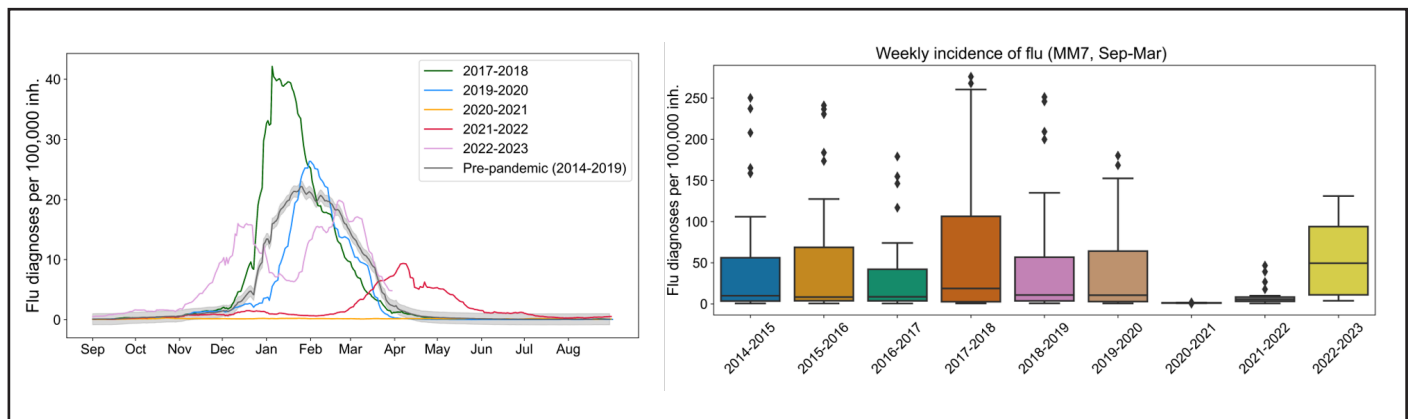 Flu diagnoses per 100,000 inh.
40
30
20
10
0
Sep Oct Nov Dec Jan Feb Mar Apr May Jun Jul Aug
2017-2018
2019-2020
2020-2021
2021-2022
2022-2023
Pre-pandemic (2014-2019)
Weekly incidence of flu (MM7, Sep-Mar)
Flu diagnoses per 100,000 inh.
250
200
150
100
50
0
2014-2015 2015-2016 2016-2017 2017-2018 2018-2019 2019-2020 2020-2021 2021-2022 2022-2023